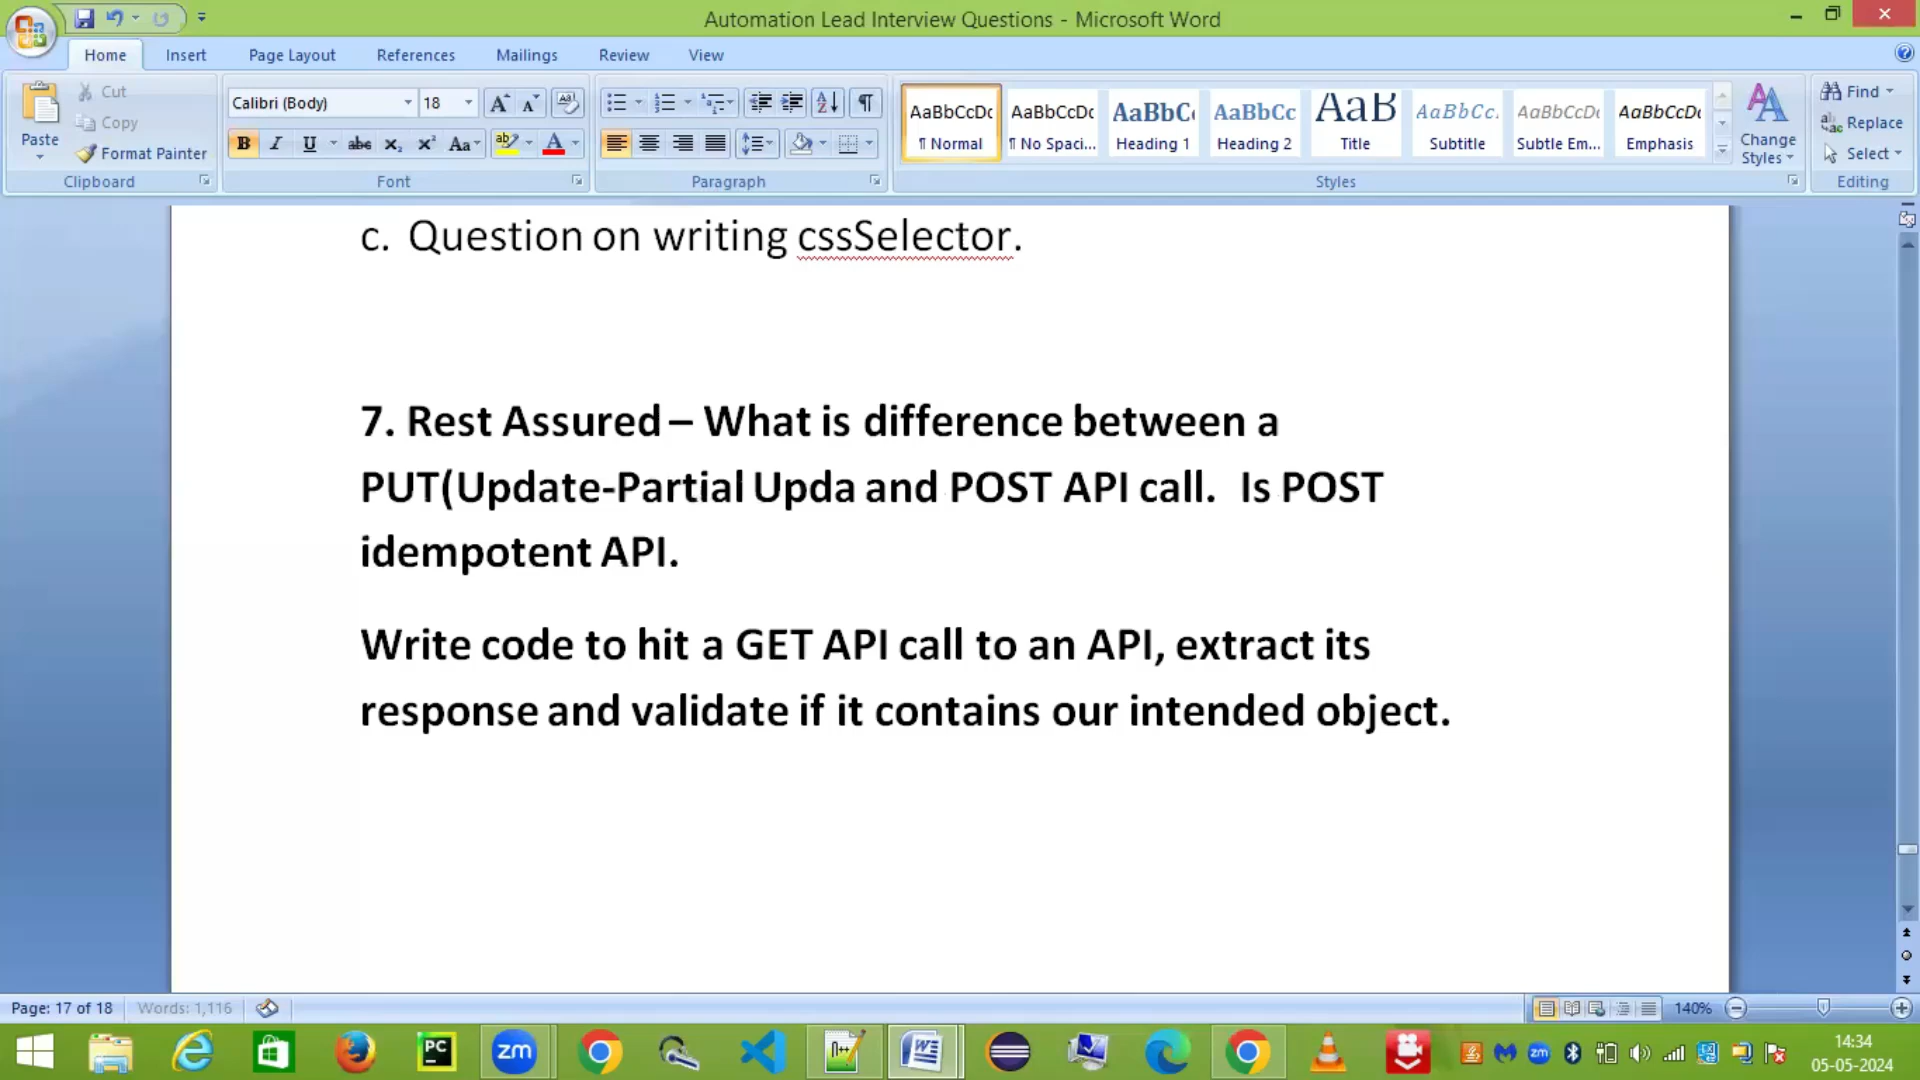 Automation Lead Interview Questions - Microsoft Word
Home Insert Page Layout References Mailings Review View
Paste
Cut
Copy
Format Painter
Clipboard
Calibri (Body) 18
Font
Paragraph
AaBbCcDc AaBbCcDc AaBbC AaBbCc AaB AaBbCc. AaBbCcDc AaBbCcDc
¶ Normal ¶ No Spaci... Heading 1 Heading 2 Title Subtitle Subtle Em... Emphasis
Styles
Change
Styles
Find
Replace
Select
Editing
c. Question on writing cssSelector.
7. Rest Assured – What is difference between a
PUT(Update-Partial Upda and POST API call. Is POST
idempotent API.
Write code to hit a GET API call to an API, extract its
response and validate if it contains our intended object.
Page: 17 of 18 Words: 1,116 140%
PC zm N++ zm
14:34
05-05-2024